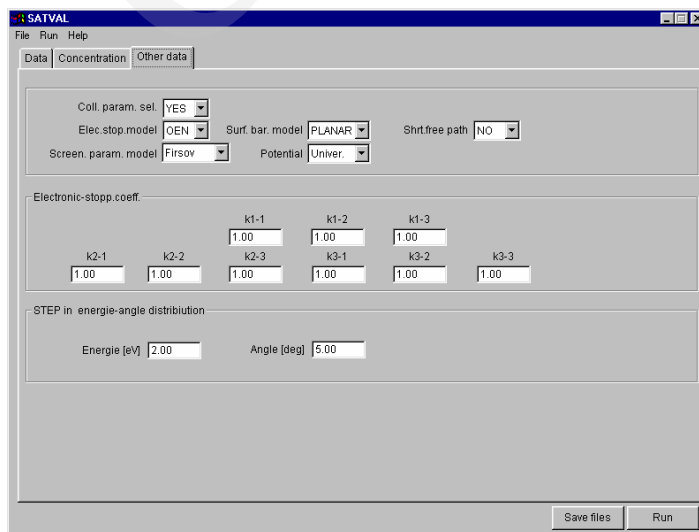 SATVAL
File Run Help
Data Concentration Other data
Coll. param. sel. YES
Elec.stop.model OEN Surf. bar. model PLANAR Shrt.free path NO
Screen. param. model Firsov Potential Univer.
Electronic-stopp.coeff.
k1-1 k1-2 k1-3
1.00 1.00 1.00
k2-1 k2-2 k2-3 k3-1 k3-2 k3-3
1.00 1.00 1.00 1.00 1.00 1.00
STEP in energie-angle distribiution
Energie [eV] 2.00 Angle [deg] 5.00
Save files Run